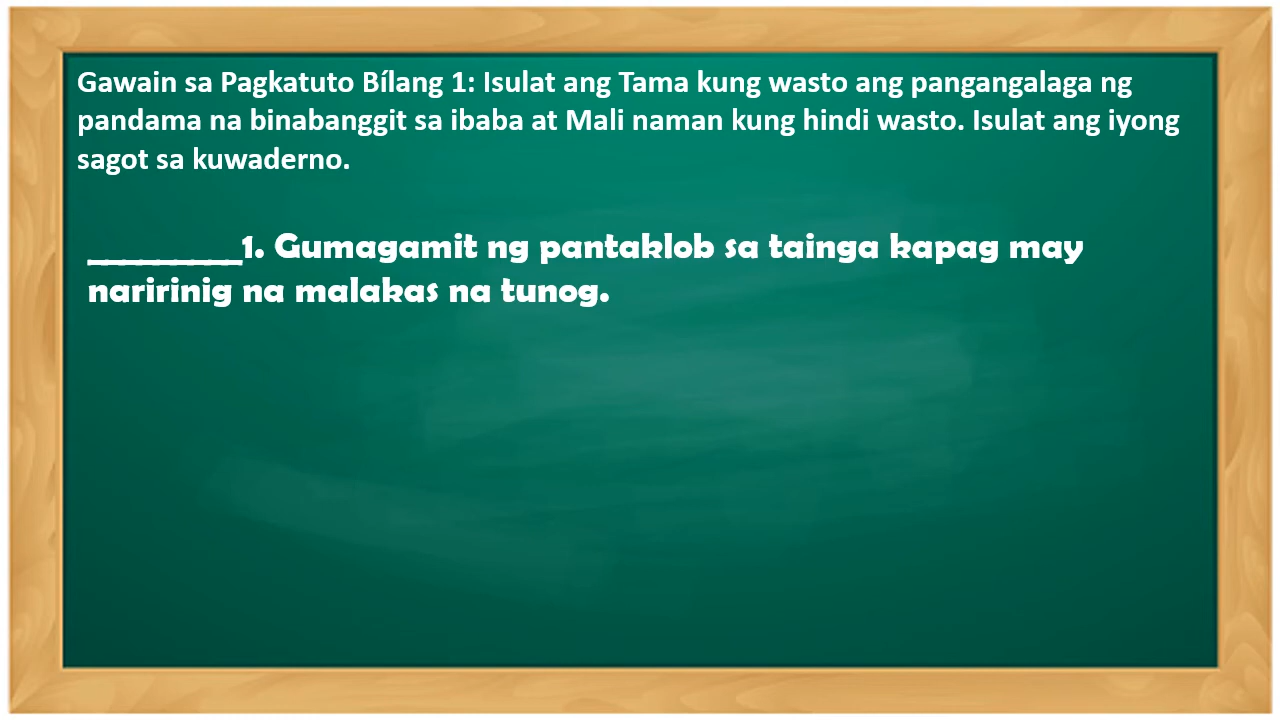 Gawain sa Pagkatuto Bílang 1: Isulat ang Tama kung wasto ang pangangalaga ng
pandama na binabanggit sa ibaba at Mali naman kung hindi wasto. Isulat ang iyong
sagot sa kuwaderno.
_________1. Gumagamit ng pantaklob sa tainga kapag may
naririnig na malakas na tunog.